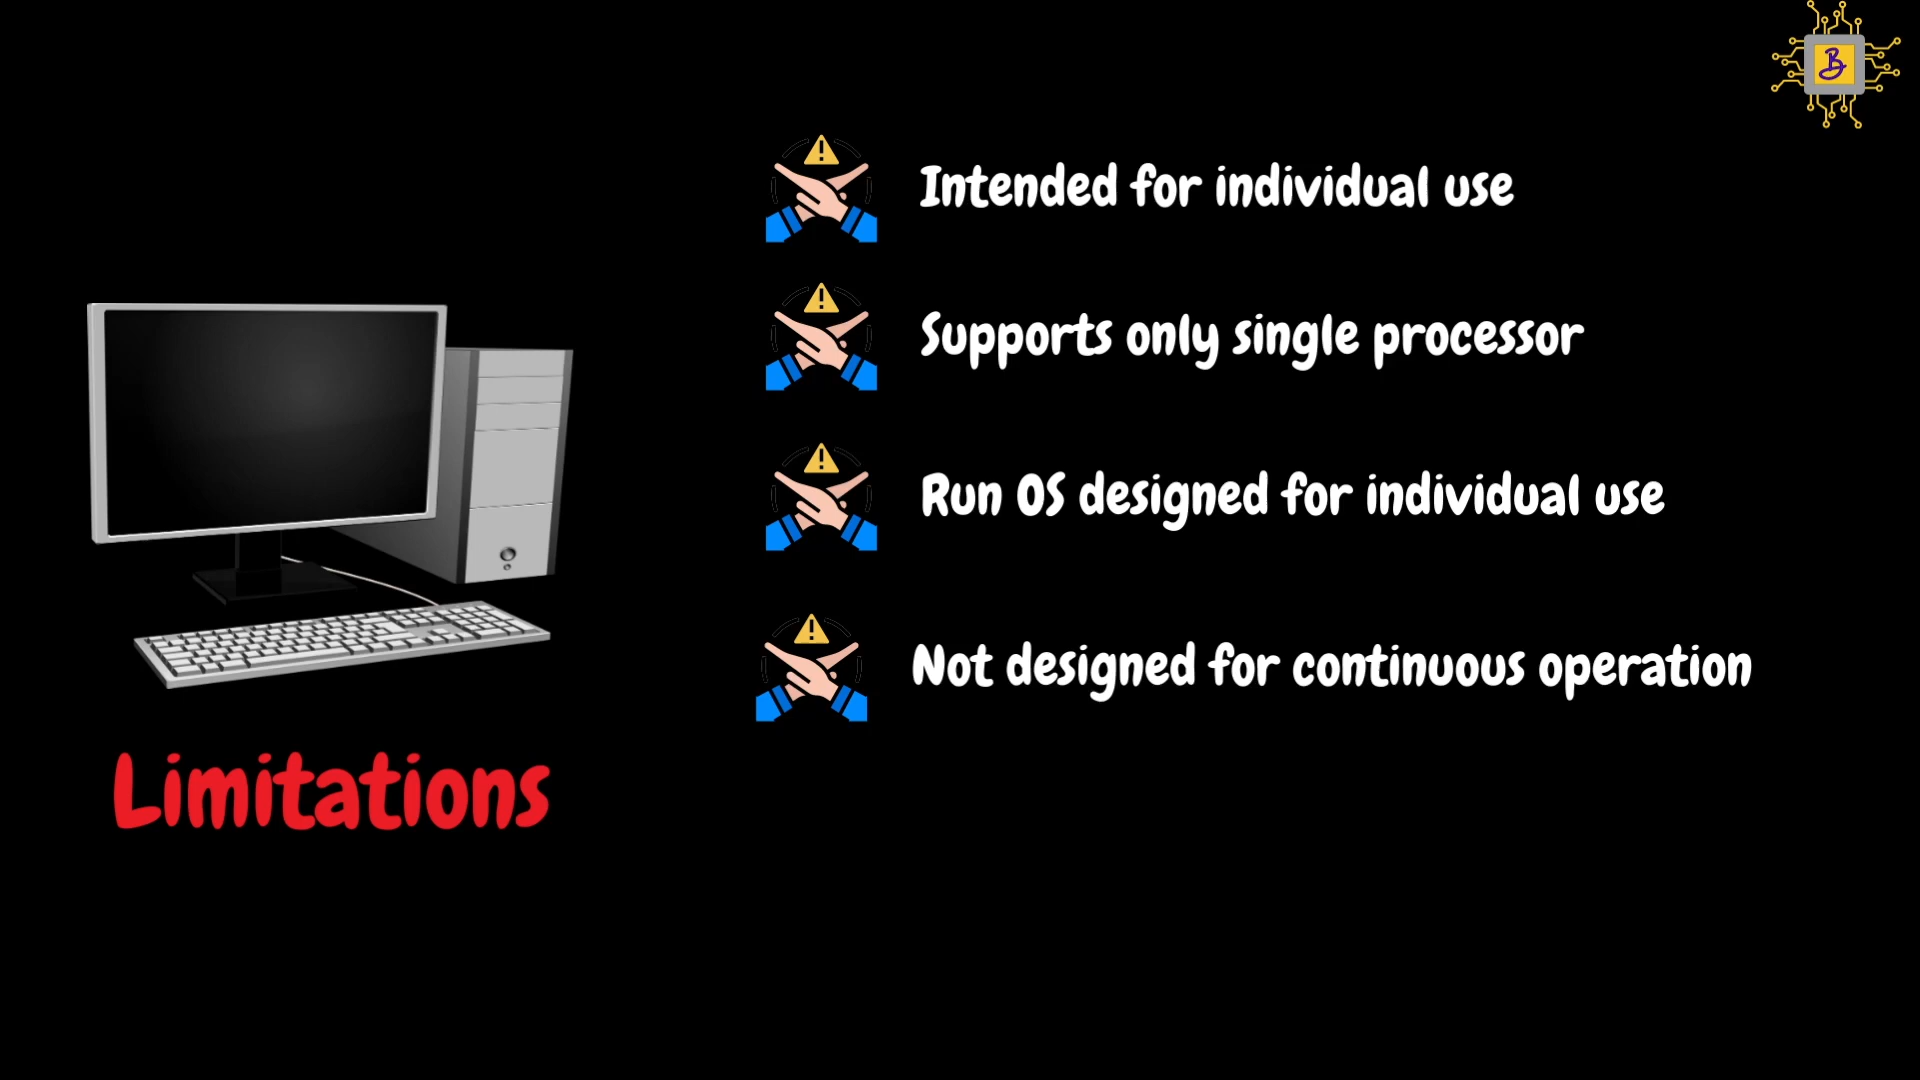 B
Intended for individual use
Supports only single processor
Run OS designed for individual use
Not designed for continuous operation
Limitations